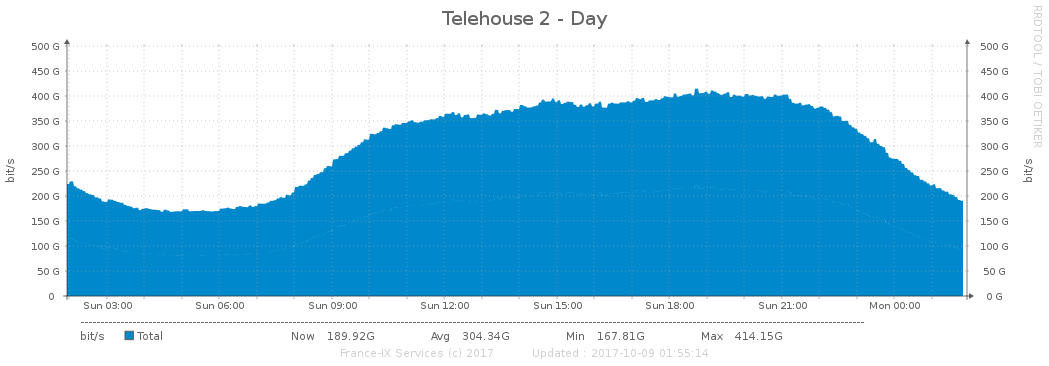 Telehouse 2 - Day
RRDTOOL / TOBI OETIKER
bit/s
500 G 500 G
450 G 450 G
400 G 400 G
350 G 350 G
300 G 300 G
250 G 250 G
200 G 200 G
150 G 150 G
100 G 100 G
50 G 50 G
0 0 G
bit/s
Sun 03:00 Sun 06:00 Sun 09:00 Sun 12:00 Sun 15:00 Sun 18:00 Sun 21:00 Mon 00:00
bit/s Total Now 189.92G Avg 304.34G Min 167.81G Max 414.15G
France-IX Services (c) 2017 Updated : 2017-10-09 01:55:14